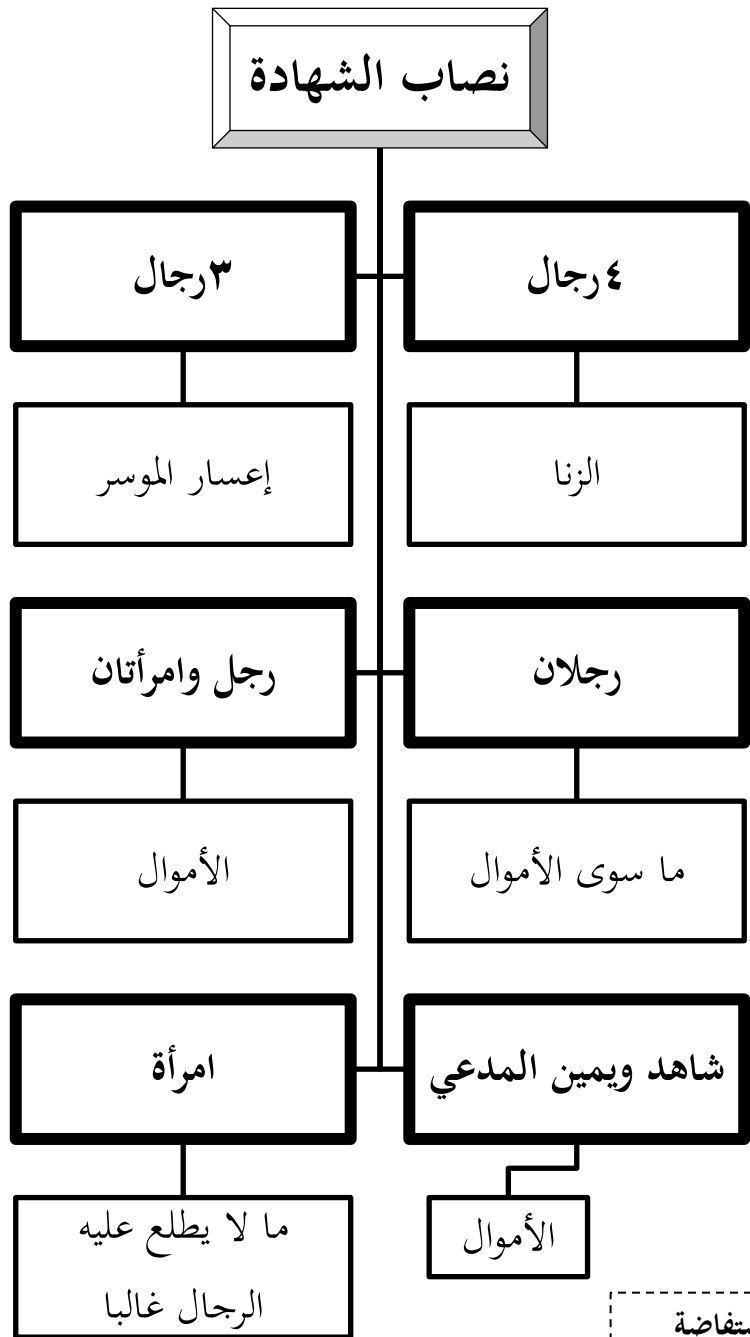 نصاب الشهادة
٤ رجال
٣ رجال
الزنا
إعسار الموسر
رجلان
رجل وامرأتان
ما سوى الأموال
الأموال
شاهد ويمين المدعي
امرأة
الأموال
ما لا يطلع عليه
الرجال غالبا